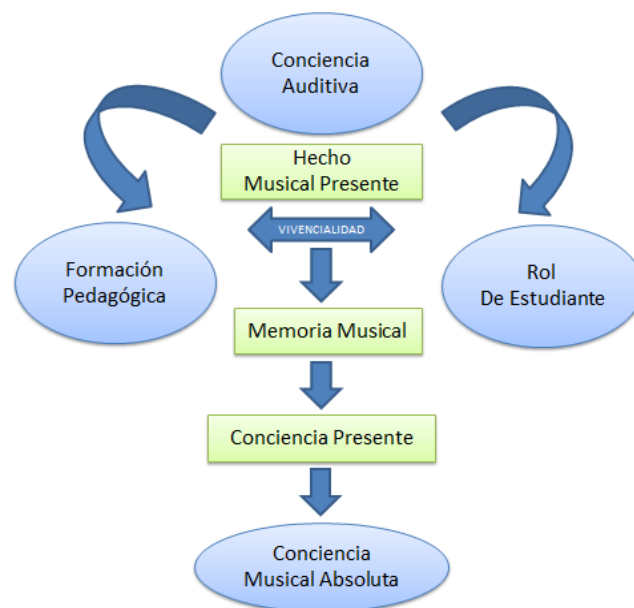 Conciencia
Auditiva
Hecho
Musical Presente
VIVENCIALIDAD
Formación
Pedagógica
Rol
De Estudiante
Memoria Musical
Conciencia Presente
Conciencia
Musical Absoluta